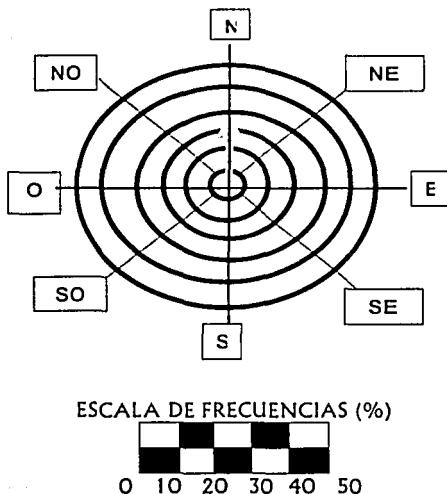 N
NO NE
O E
SO SE
S
ESCALA DE FRECUENCIAS (%)
0 10 20 30 40 50